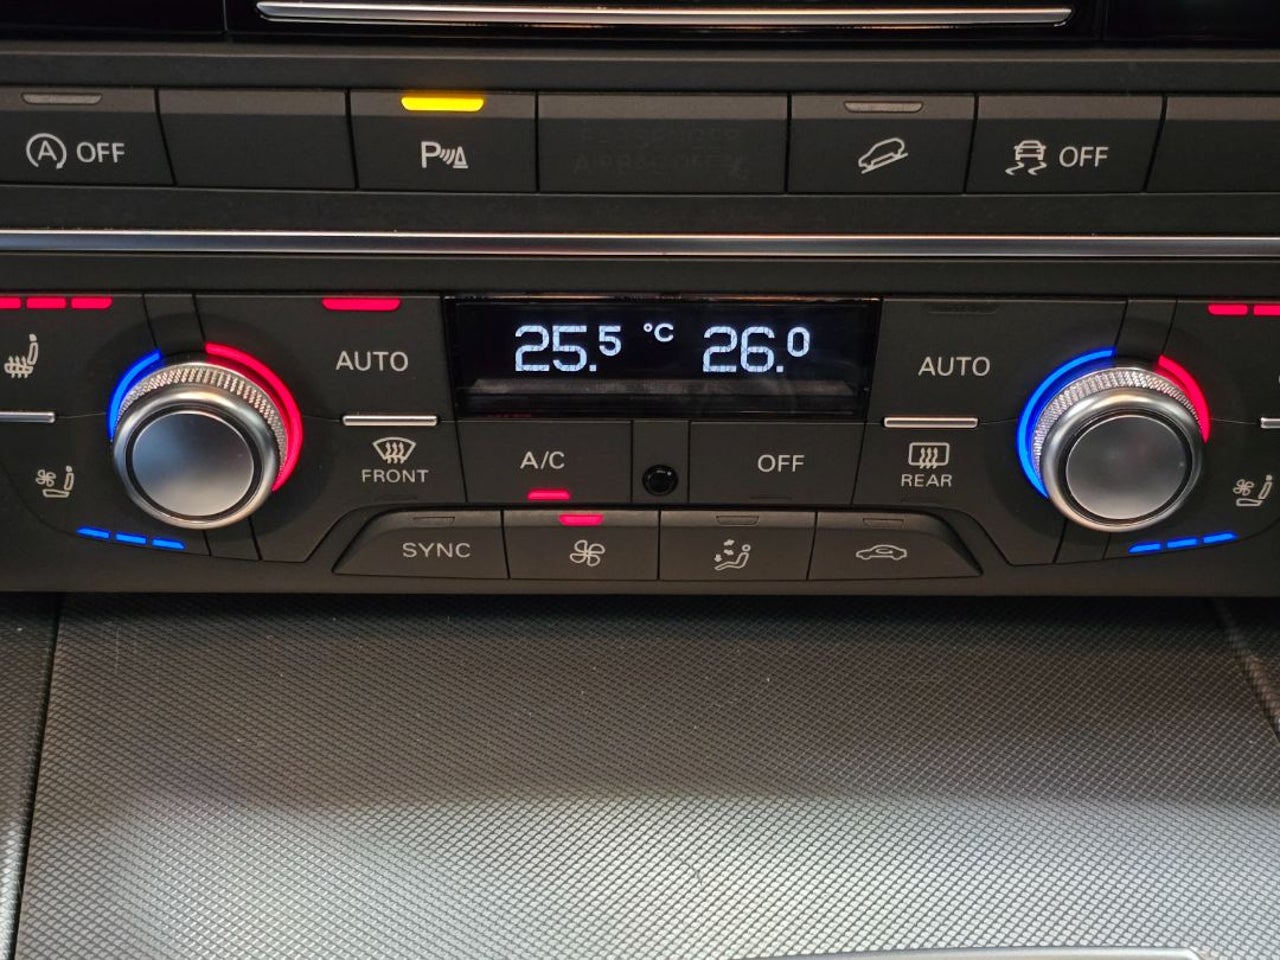 OFF
P
OFF
AUTO
25.5 °C 26.0
AUTO
FRONT
A/C
OFF
REAR
SYNC